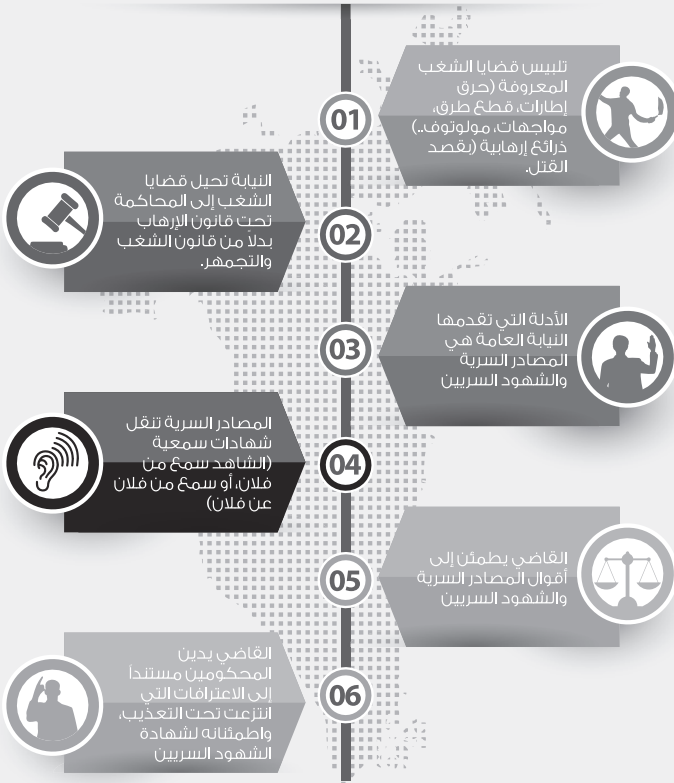 01
تلبيس قضايا الشغب
المعروفة (حرق
إطارات، قطع طرق،
مواجهات، مولوتوف..)
ذرائع إرهابية (بقصد
القتل.
02
النيابة تحيل قضايا
الشغب إلى المحاكمة
تحت قانون الإرهاب
بدلاً من قانون الشغب
والتجمهر.
03
الأدلة التي تقدمها
النيابة العامة هي
المصادر السرية
والشهود السريين
04
المصادر السرية تنقل
شهادات سمعية
(الشاهد سمع من
فلان، أو سمع من فلان
عن فلان)
05
القاضي يطمئن إلى
أقوال المصادر السرية
والشهود السريين
06
القاضي يدين
المحكومين مستنداً
إلى الاعترافات التي
انتزعت تحت التعذيب،
واطمئنانه لشهادة
الشهود السريين